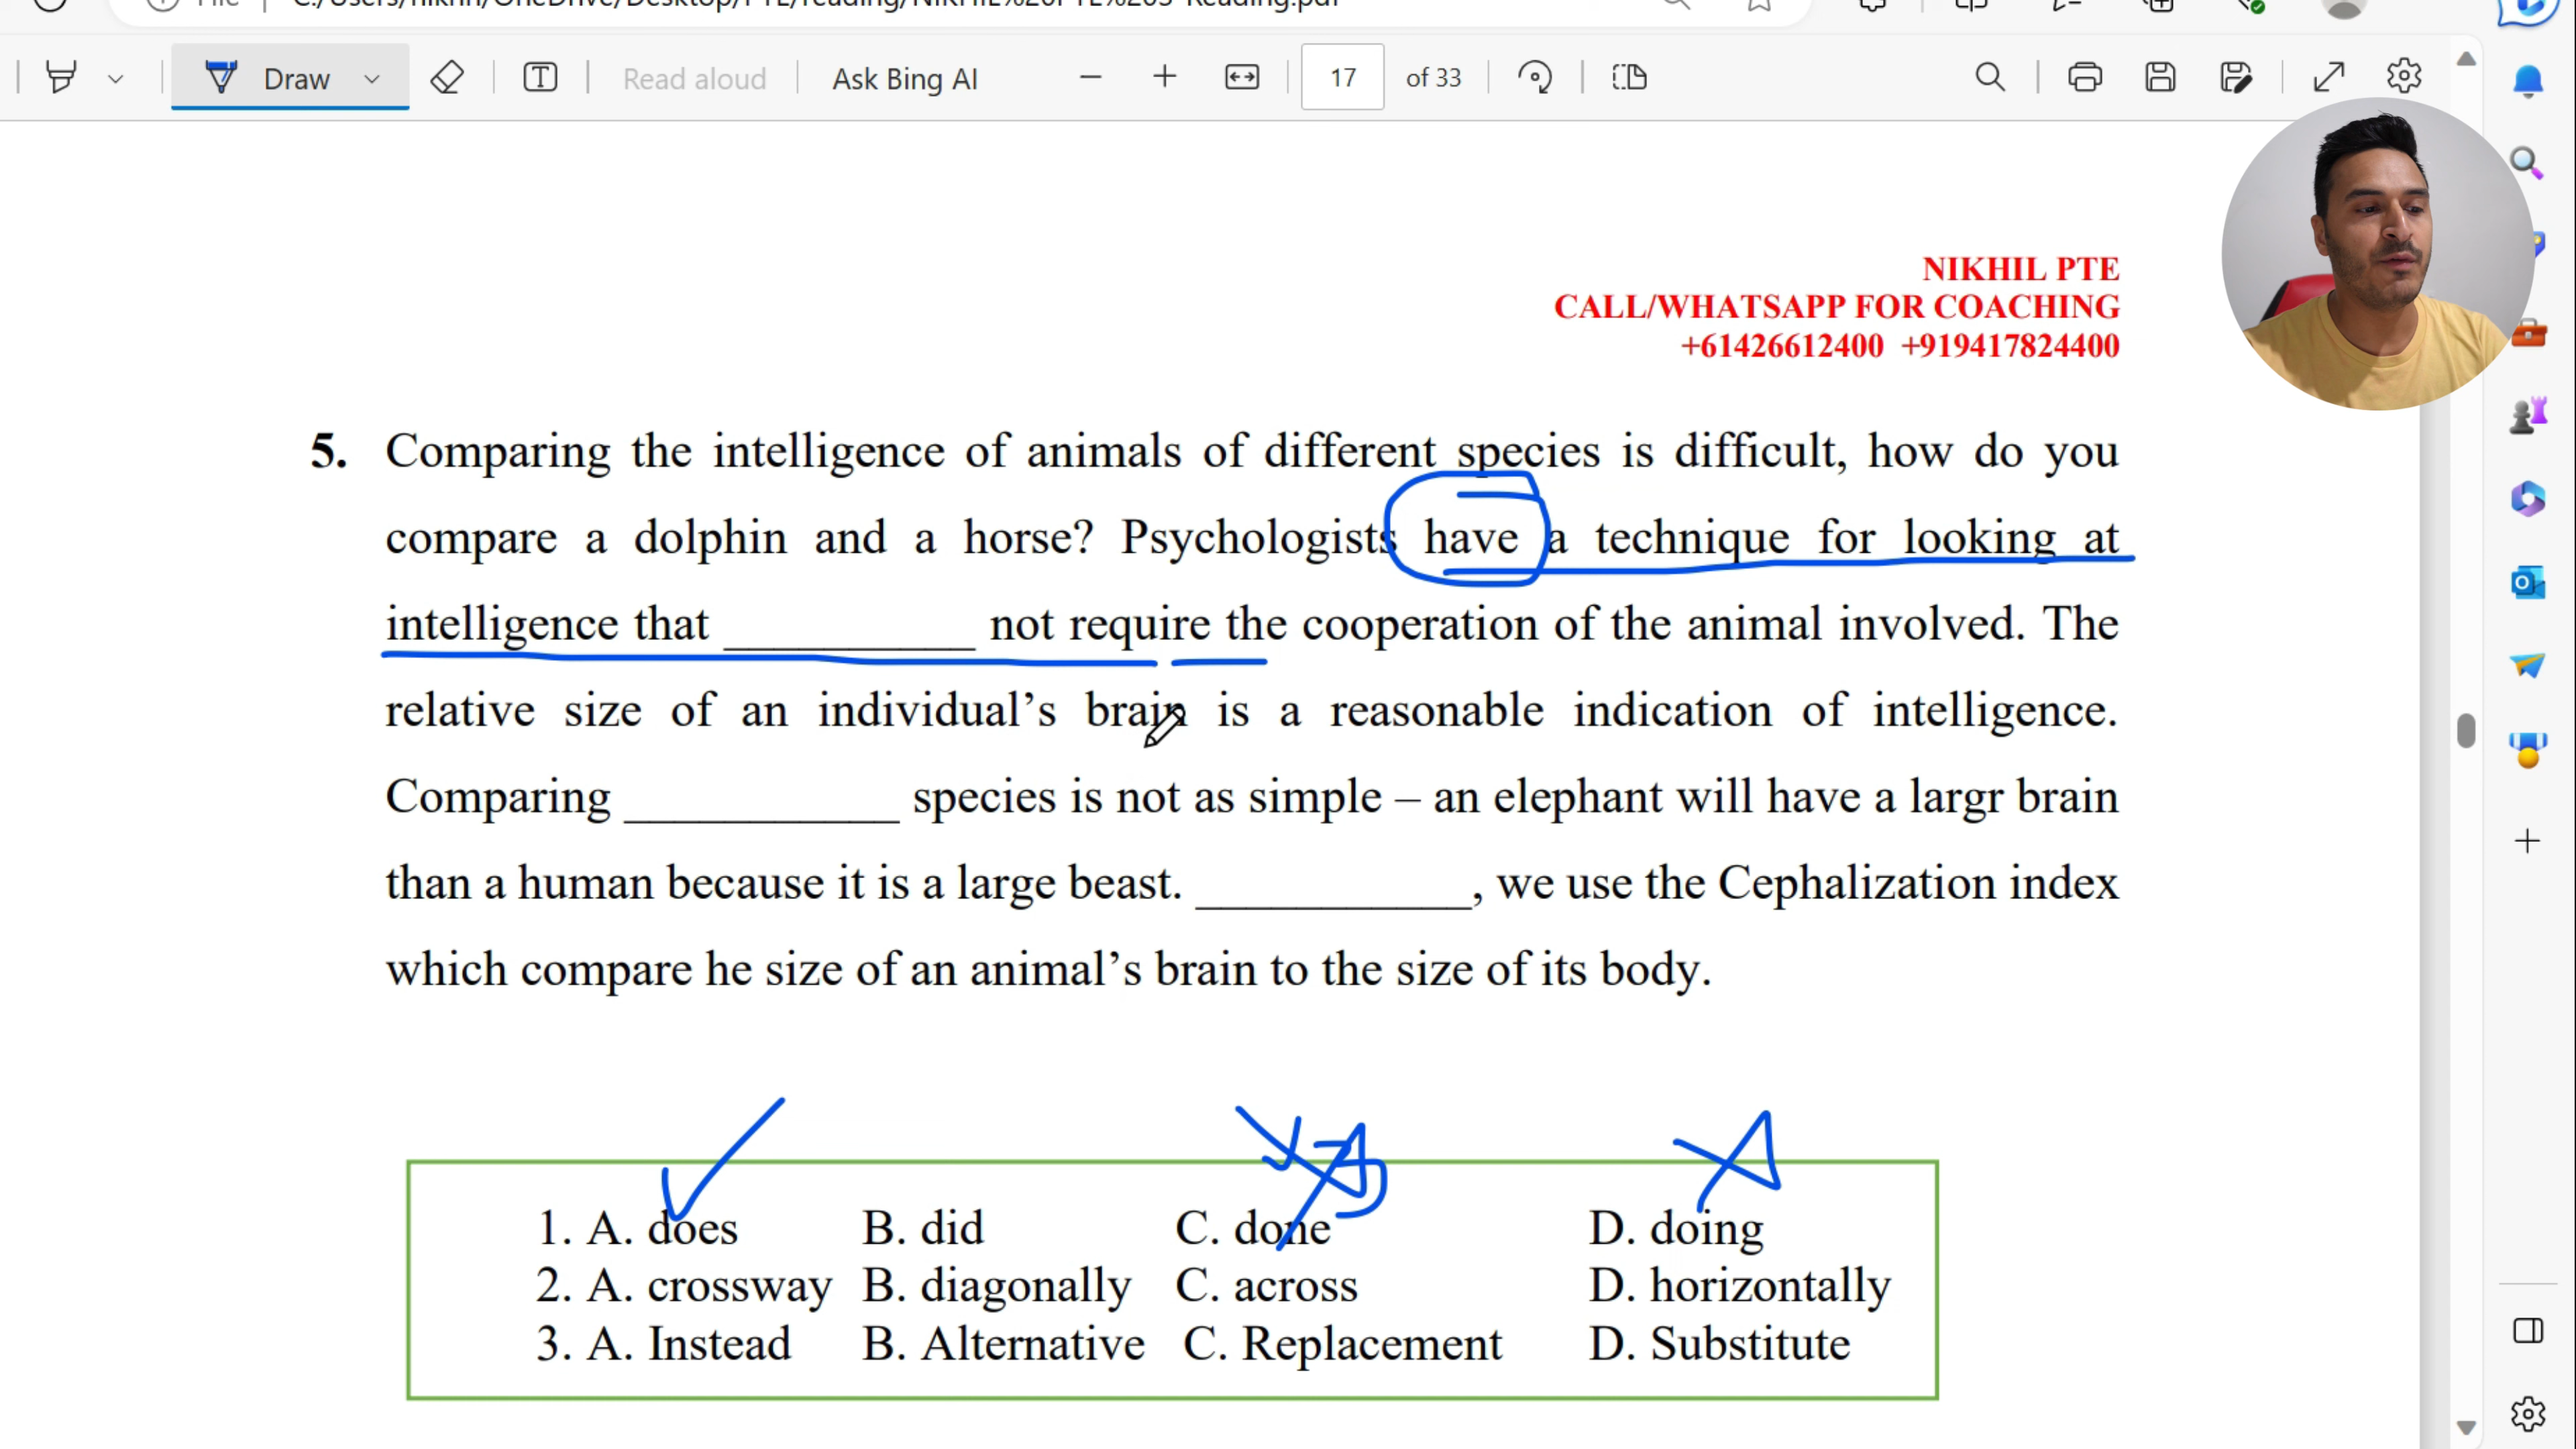 Draw
Read aloud
Ask Bing AI
17
of 33
NIKHIL PTE
CALL/WHATSAPP FOR COACHING
+61426612400 +919417824400
5. Comparing the intelligence of animals of different species is difficult, how do you
compare a dolphin and a horse? Psychologists have a technique for looking at
intelligence that __________ not require the cooperation of the animal involved. The
relative size of an individual’s brain is a reasonable indication of intelligence.
Comparing ___________ species is not as simple – an elephant will have a largr brain
than a human because it is a large beast. ___________, we use the Cephalization index
which compare he size of an animal’s brain to the size of its body.
1. A. does B. did C. done D. doing
2. A. crossway B. diagonally C. across D. horizontally
3. A. Instead B. Alternative C. Replacement D. Substitute